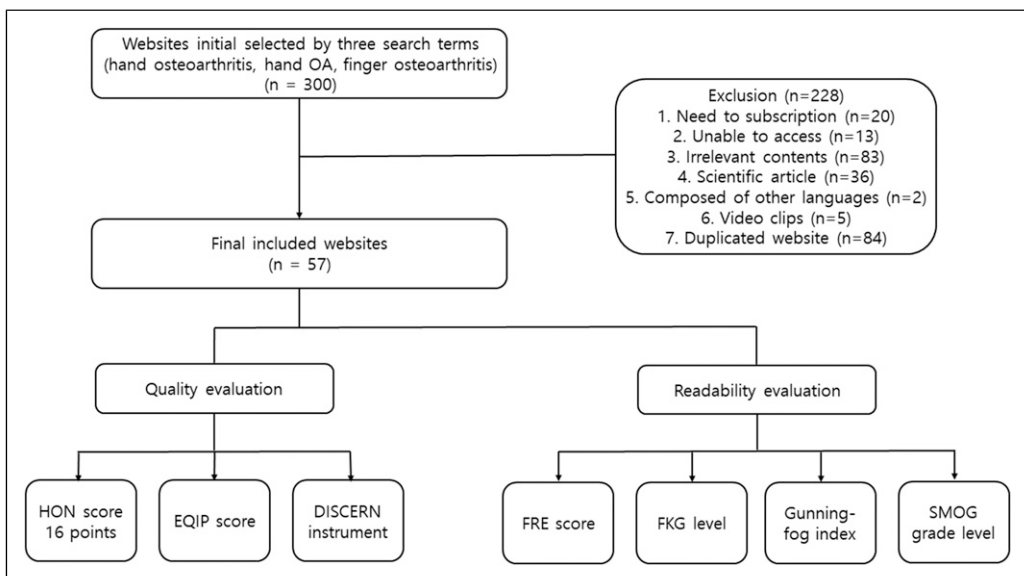 Websites initial selected by three search terms
(hand osteoarthritis, hand OA, finger osteoarthritis)
(n = 300)
Exclusion (n=228)
1. Need to subscription (n=20)
2. Unable to access (n=13)
3. Irrelevant contents (n=83)
4. Scientific article (n=36)
5. Composed of other languages (n=2)
6. Video clips (n=5)
7. Duplicated website (n=84)
Final included websites
(n = 57)
Quality evaluation
Readability evaluation
HON score
16 points
EQIP score
DISCERN
instrument
FRE score
FKG level
Gunning-
fog index
SMOG
grade level